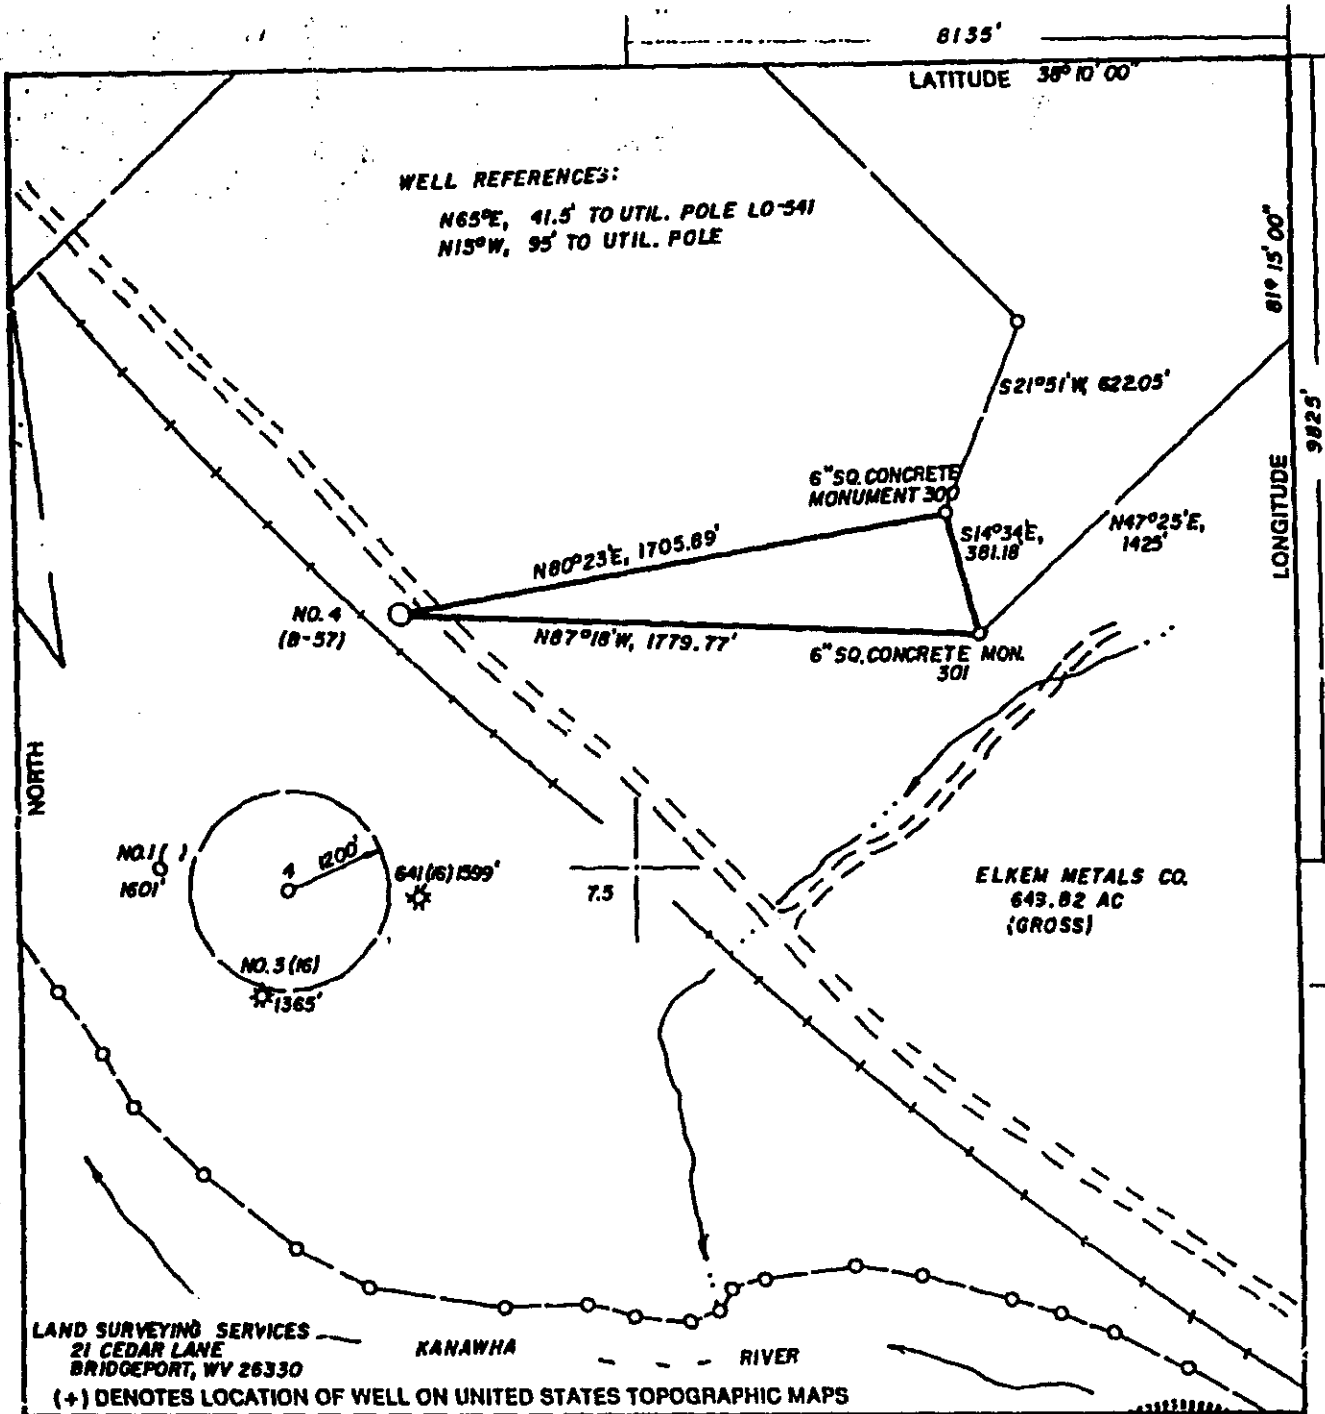 8135'
LATITUDE 38° 10' 00"
WELL REFERENCES:
N65°E, 41.5' TO UTIL. POLE LO-541
N15°W, 95' TO UTIL. POLE
81° 15' 00"
LONGITUDE
9825'
S21°51'W, 622.05'
6" SQ. CONCRETE
MONUMENT 300
S14°34'E,
381.18'
N47°25'E,
1425'
N80°23'E, 1705.89'
NO. 4
(B-57)
N87°18'W, 1779.77'
6" SQ. CONCRETE MON.
301
NORTH
NO. 1 ( )
1601'
4
1200'
641(16) 1599'
7.5
NO. 3 (16)
1365'
ELKEM METALS CO.
643.82 AC
(GROSS)
LAND SURVEYING SERVICES
21 CEDAR LANE
BRIDGEPORT, WV 26330
KANAWHA
RIVER
(+) DENOTES LOCATION OF WELL ON UNITED STATES TOPOGRAPHIC MAPS